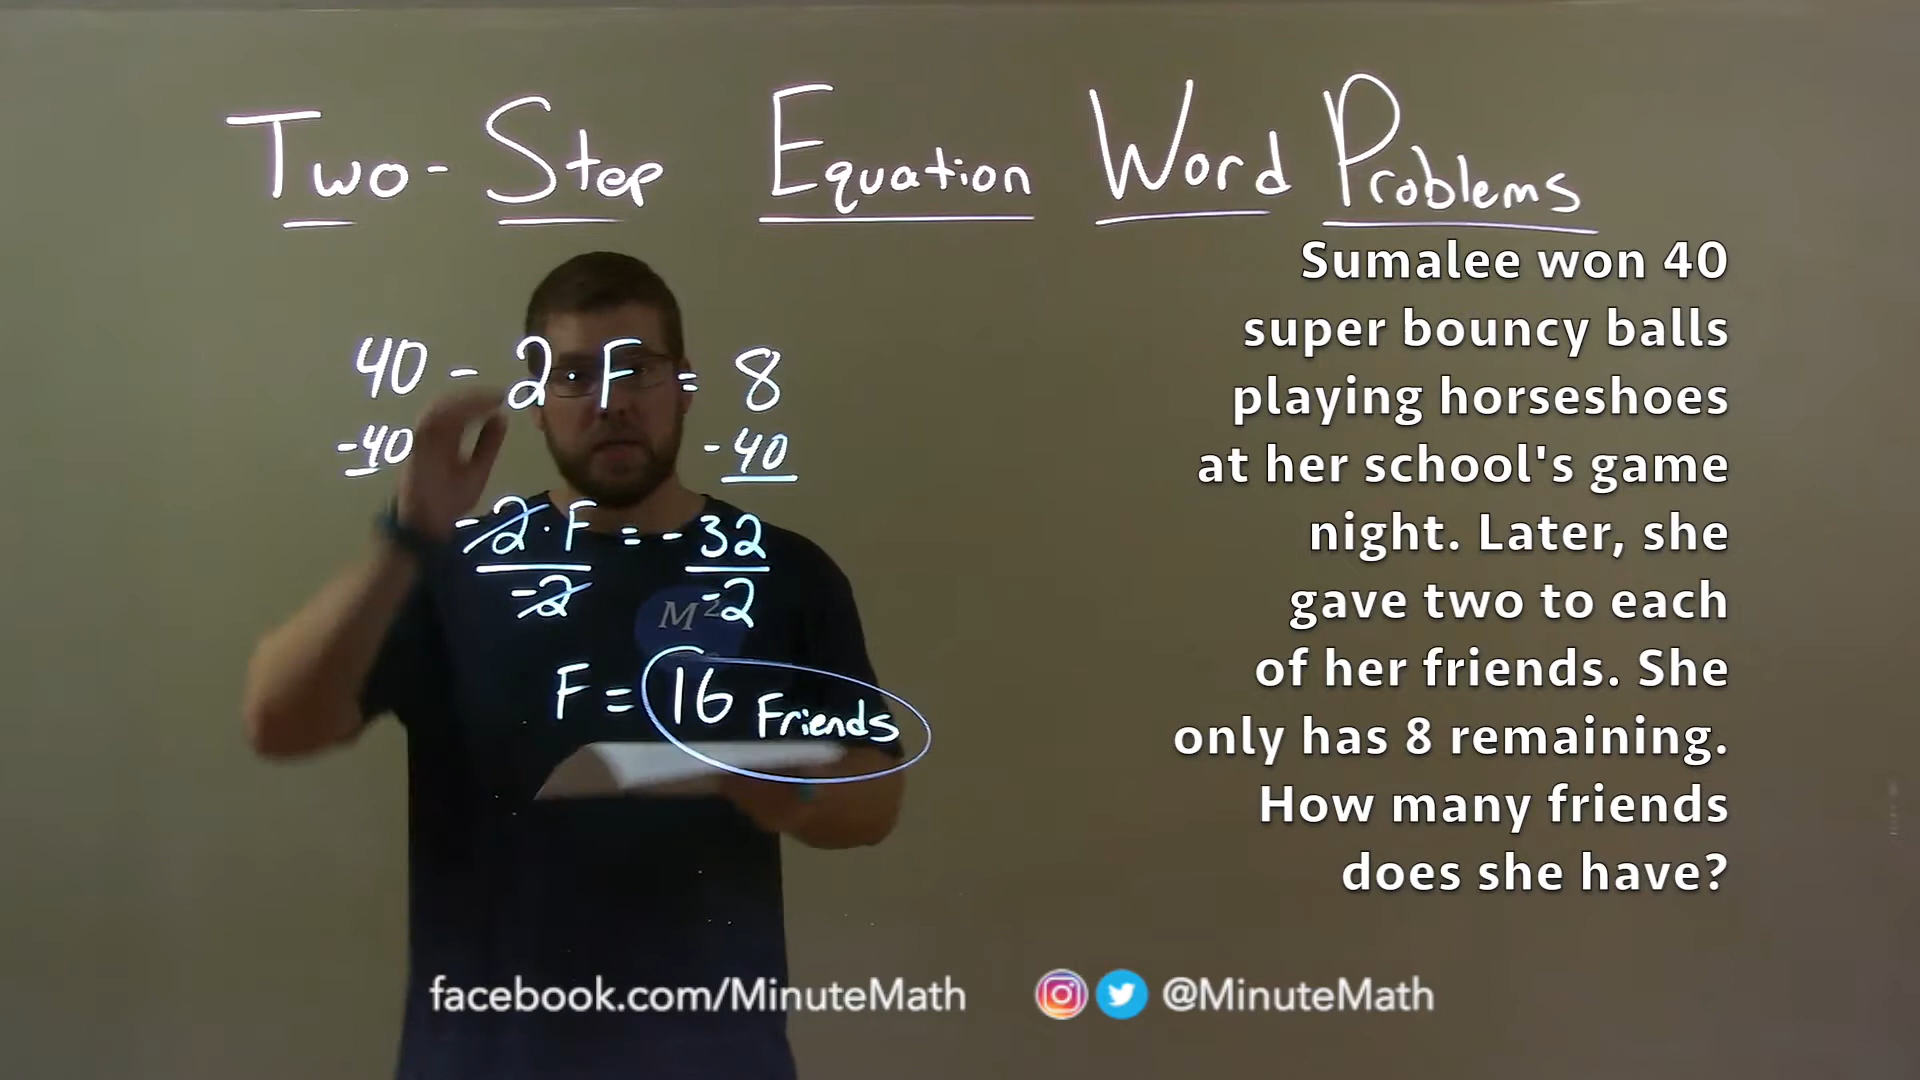 Two-Step Equation Word Problems
40 - 2 · F = 8
-40 -40
-2 · F = -32
-2 -2
F = 16 Friends
M²
Sumalee won 40
super bouncy balls
playing horseshoes
at her school's game
night. Later, she
gave two to each
of her friends. She
only has 8 remaining.
How many friends
does she have?
facebook.com/MinuteMath @MinuteMath